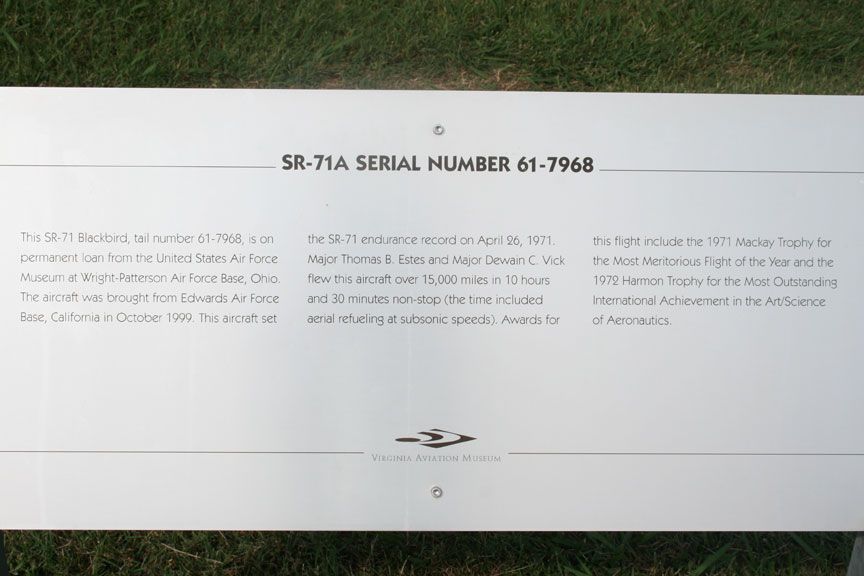 SR-71A SERIAL NUMBER 61-7968
This SR-71 Blackbird, tail number 61-7968, is on
permanent loan from the United States Air Force
Museum at Wright-Patterson Air Force Base, Ohio.
The aircraft was brought from Edwards Air Force
Base, California in October 1999. This aircraft set
the SR-71 endurance record on April 26, 1971.
Major Thomas B. Estes and Major Dewain C. Vick
flew this aircraft over 15,000 miles in 10 hours
and 30 minutes non-stop (the time included
aerial refueling at subsonic speeds). Awards for
this flight include the 1971 Mackay Trophy for
the Most Meritorious Flight of the Year and the
1972 Harmon Trophy for the Most Outstanding
International Achievement in the Art/Science
of Aeronautics.
VIRGINIA AVIATION MUSEUM